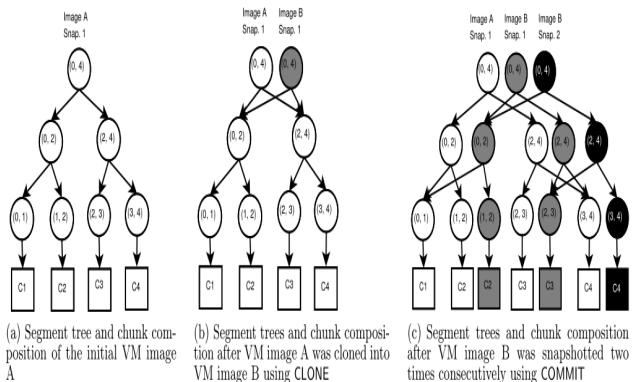 Image A
Snap. 1
(0, 4)
(0, 2)
(2, 4)
(0, 1)
(1, 2)
(2, 3)
(3, 4)
C1
C2
C3
C4
(a) Segment tree and chunk com-
position of the initial VM image
A
Image A
Snap. 1
Image B
Snap. 1
(0, 4)
(0, 4)
(0, 2)
(2, 4)
(0, 1)
(1, 2)
(2, 3)
(3, 4)
C1
C2
C3
C4
(b) Segment trees and chunk composi-
tion after VM image A was cloned into
VM image B using CLONE
Image A
Snap. 1
Image B
Snap. 1
Image B
Snap. 2
(0, 4)
(0, 4)
(0, 4)
(0, 2)
(0, 2)
(2, 4)
(2, 4)
(2, 4)
(0, 1)
(1, 2)
(1, 2)
(2, 3)
(2, 3)
(3, 4)
(3, 4)
C1
C2
C2
C3
C3
C4
C4
(c) Segment trees and chunk composition
after VM image B was snapshotted two
times consecutively using COMMIT